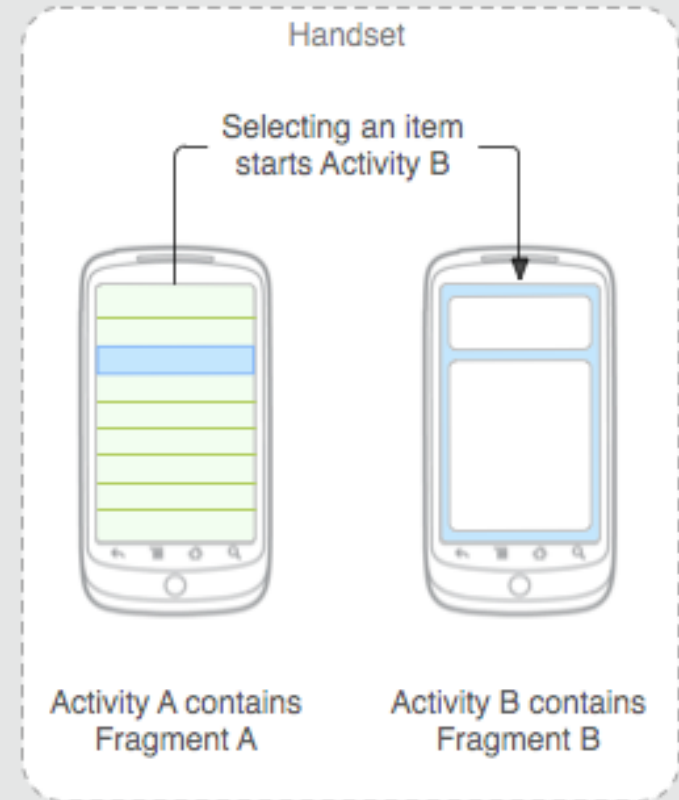 Handset
Selecting an item
starts Activity B
Activity A contains
Fragment A
Activity B contains
Fragment B